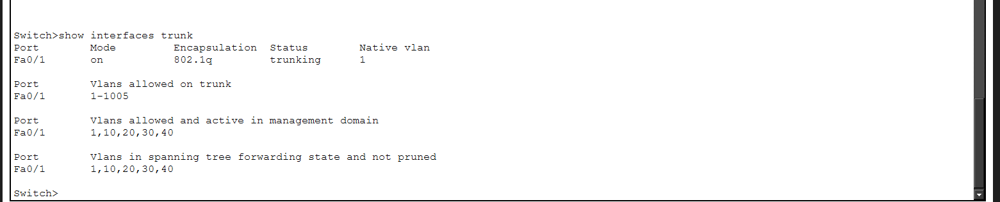 Switch>show interfaces trunk
Port        Mode         Encapsulation  Status        Native vlan
Fa0/1       on           802.1q         trunking      1
Port        Vlans allowed on trunk
Fa0/1       1-1005
Port        Vlans allowed and active in management domain
Fa0/1       1,10,20,30,40
Port        Vlans in spanning tree forwarding state and not pruned
Fa0/1       1,10,20,30,40
Switch>